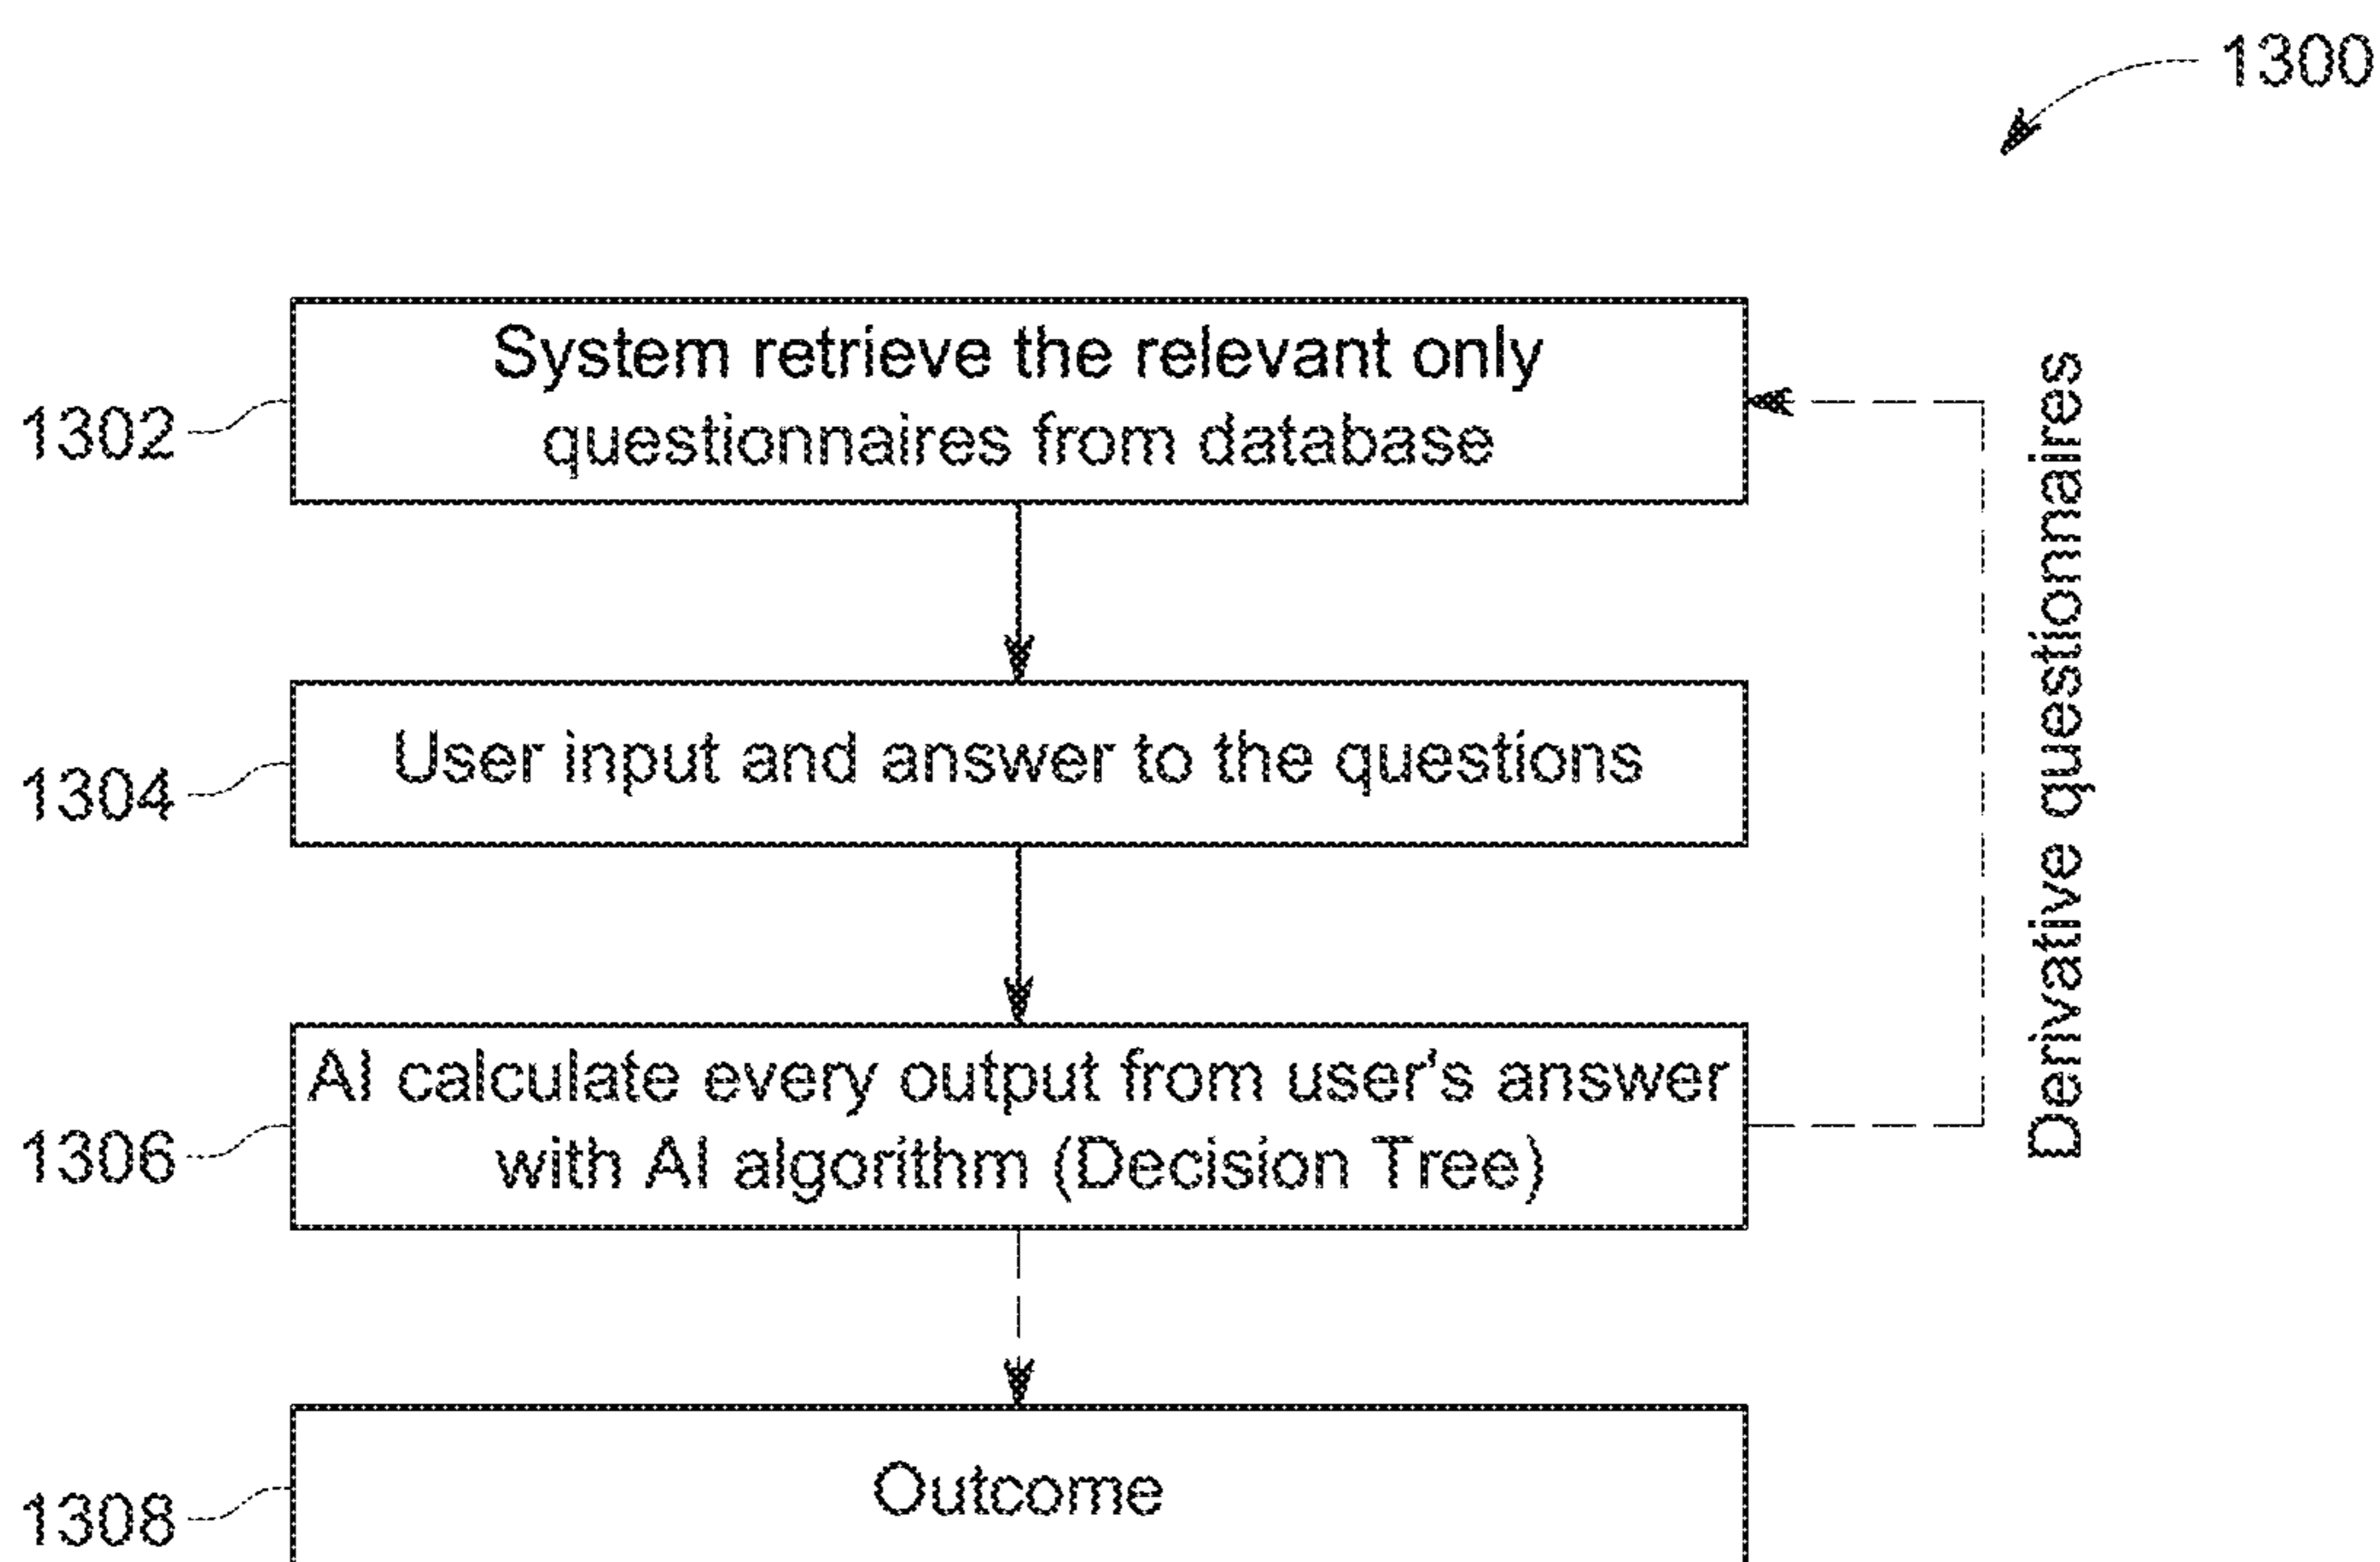 1300
1302
System retrieve the relevant only
questionnaires from database
1304
User input and answer to the questions
1306
AI calculate every output from user's answer
with AI algorithm (Decision Tree)
Derivative questionnaires
1308
Outcome